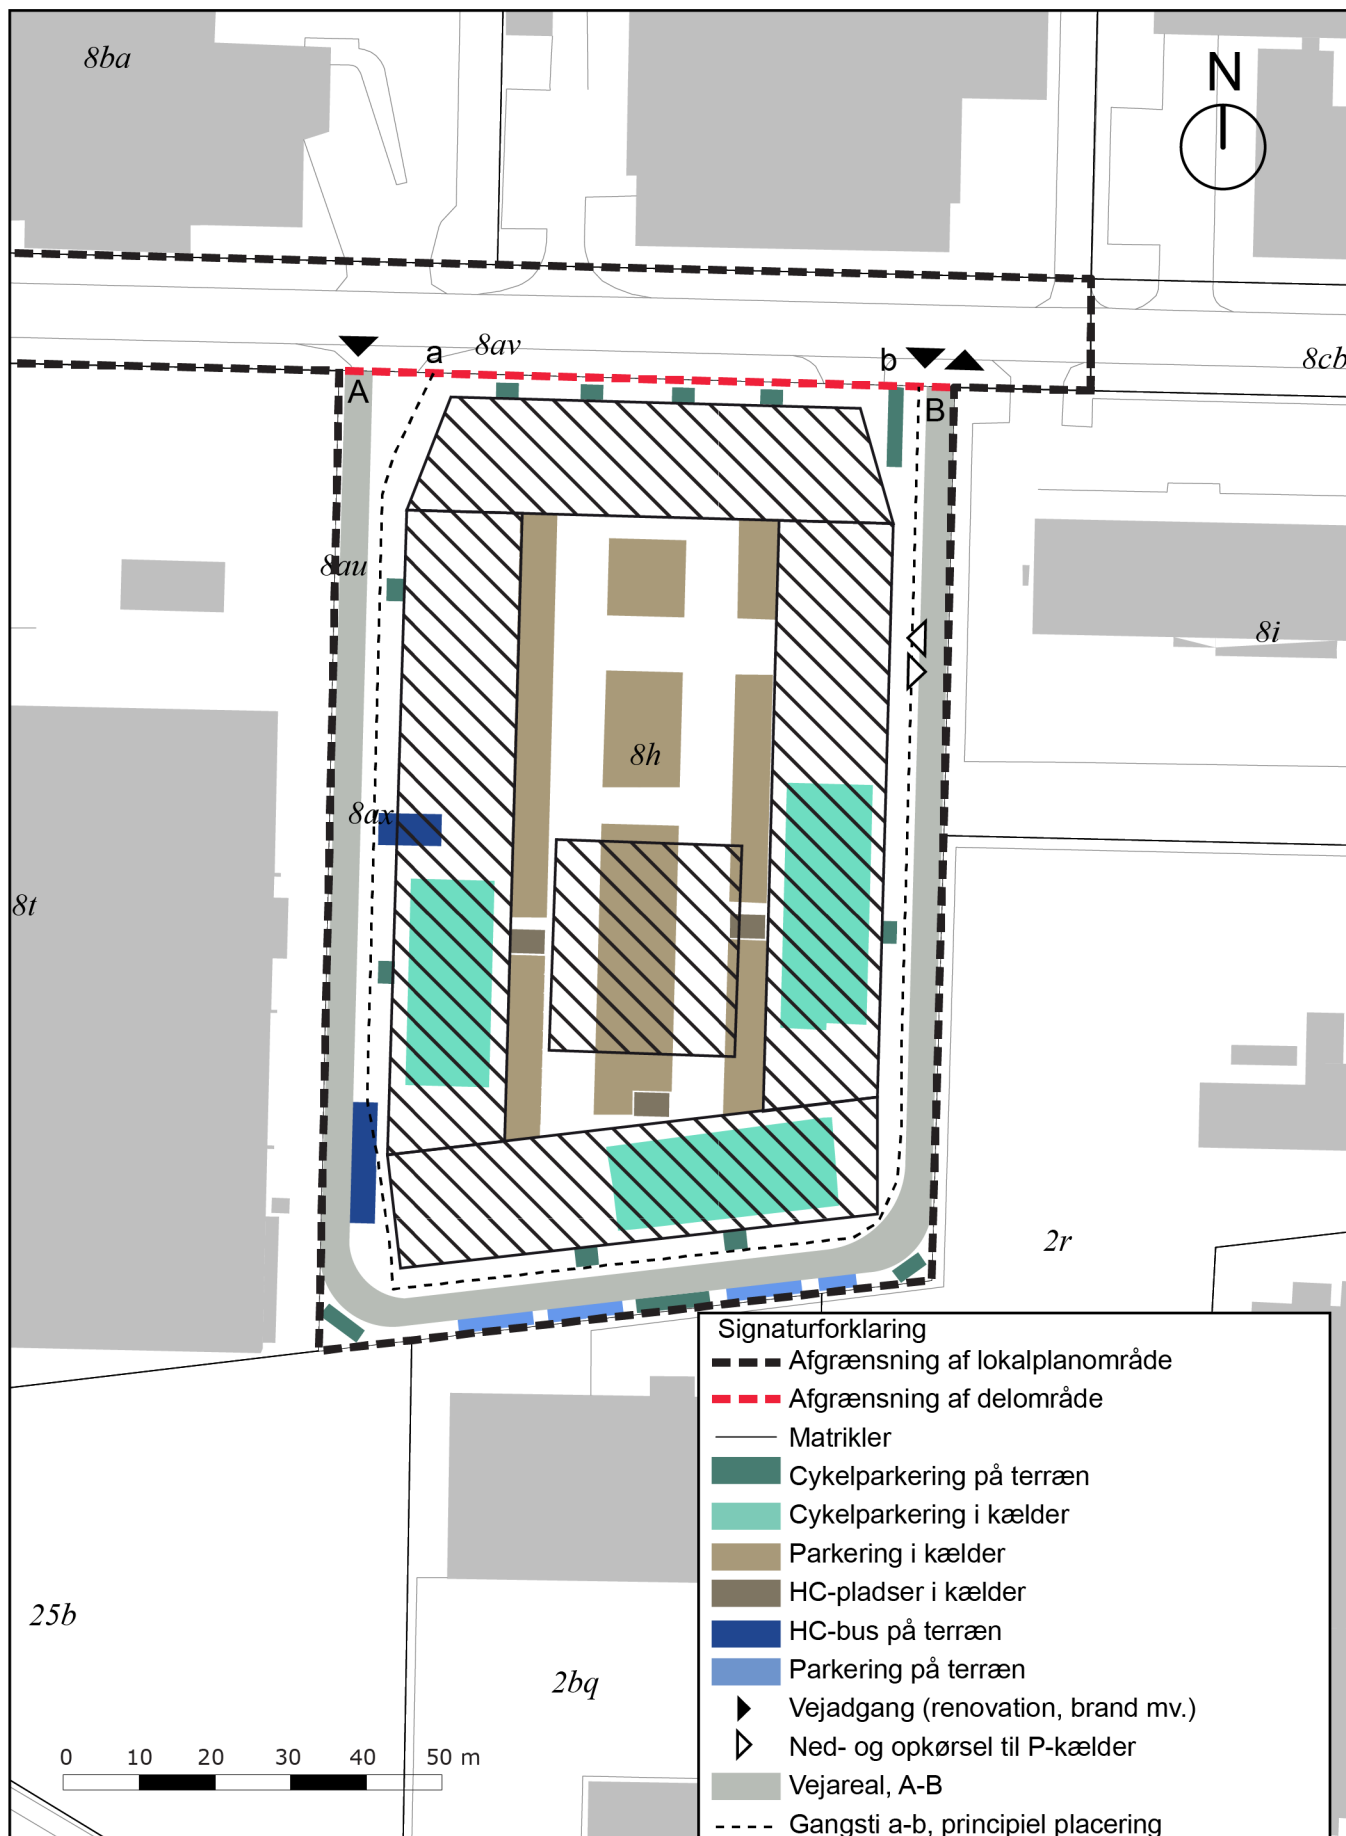 8ba
N
8av
a
b
8cb
A
B
8au
8i
8h
8ax
8t
2r
Signaturforklaring
Afgrænsning af lokalplanområde
Afgrænsning af delområde
Matrikler
Cykelparkering på terræn
Cykelparkering i kælder
Parkering i kælder
HC-pladser i kælder
HC-bus på terræn
Parkering på terræn
Vejadgang (renovation, brand mv.)
Ned- og opkørsel til P-kælder
Vejareal, A-B
Gangsti a-b, principiel placering
25b
2bq
0 10 20 30 40 50 m